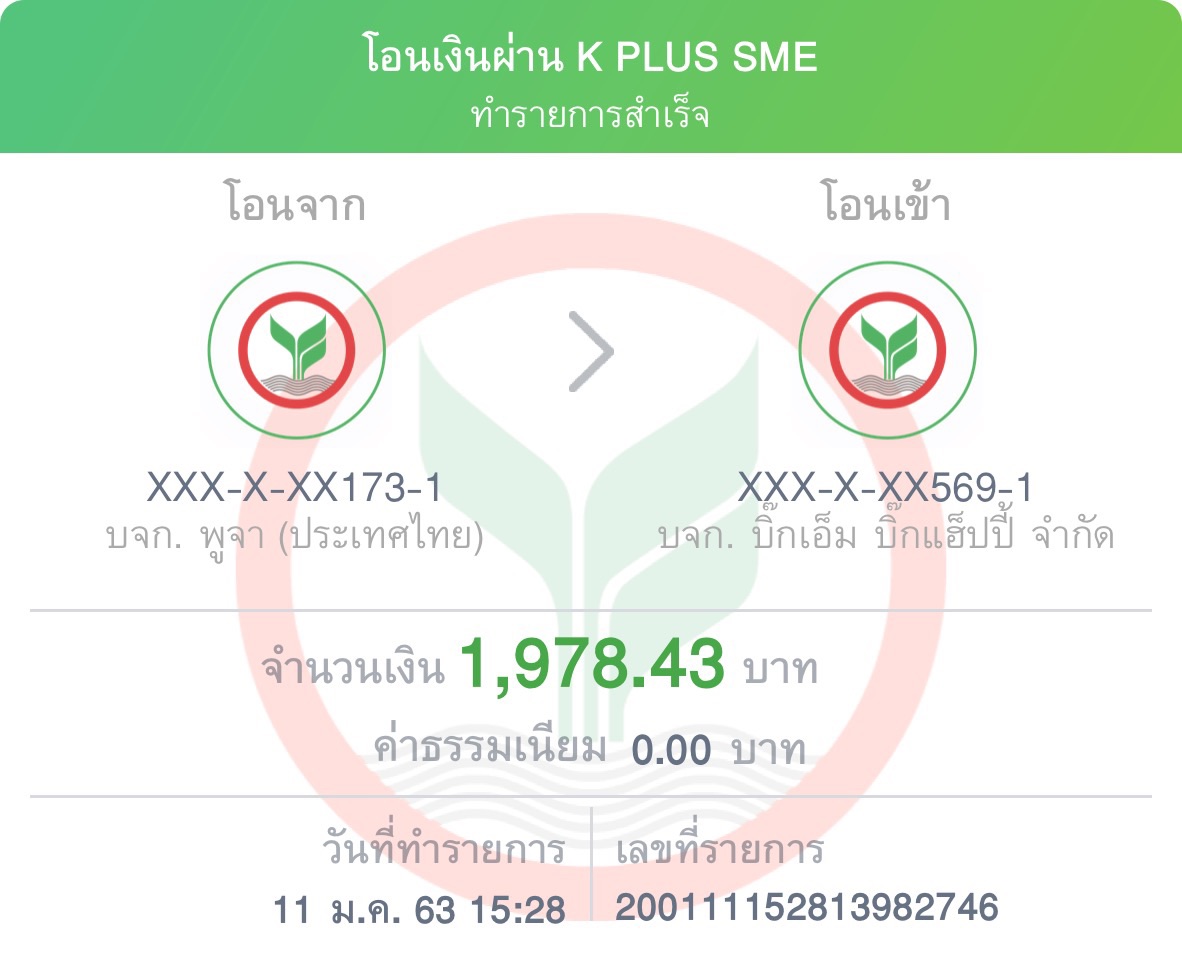 โอนเงินผ่าน K PLUS SME
ทำรายการสำเร็จ
โอนจาก
โอนเข้า
XXX-X-XX173-1
บจก. พูจา (ประเทศไทย)
XXX-X-XX569-1
บจก. บิ๊กเอ็ม บิ๊กแฮ็ปปี้ จำกัด
จำนวนเงิน 1,978.43 บาท
ค่าธรรมเนียม 0.00 บาท
วันที่ทำรายการ
11 ม.ค. 63 15:28
เลขที่รายการ
200111152813982746